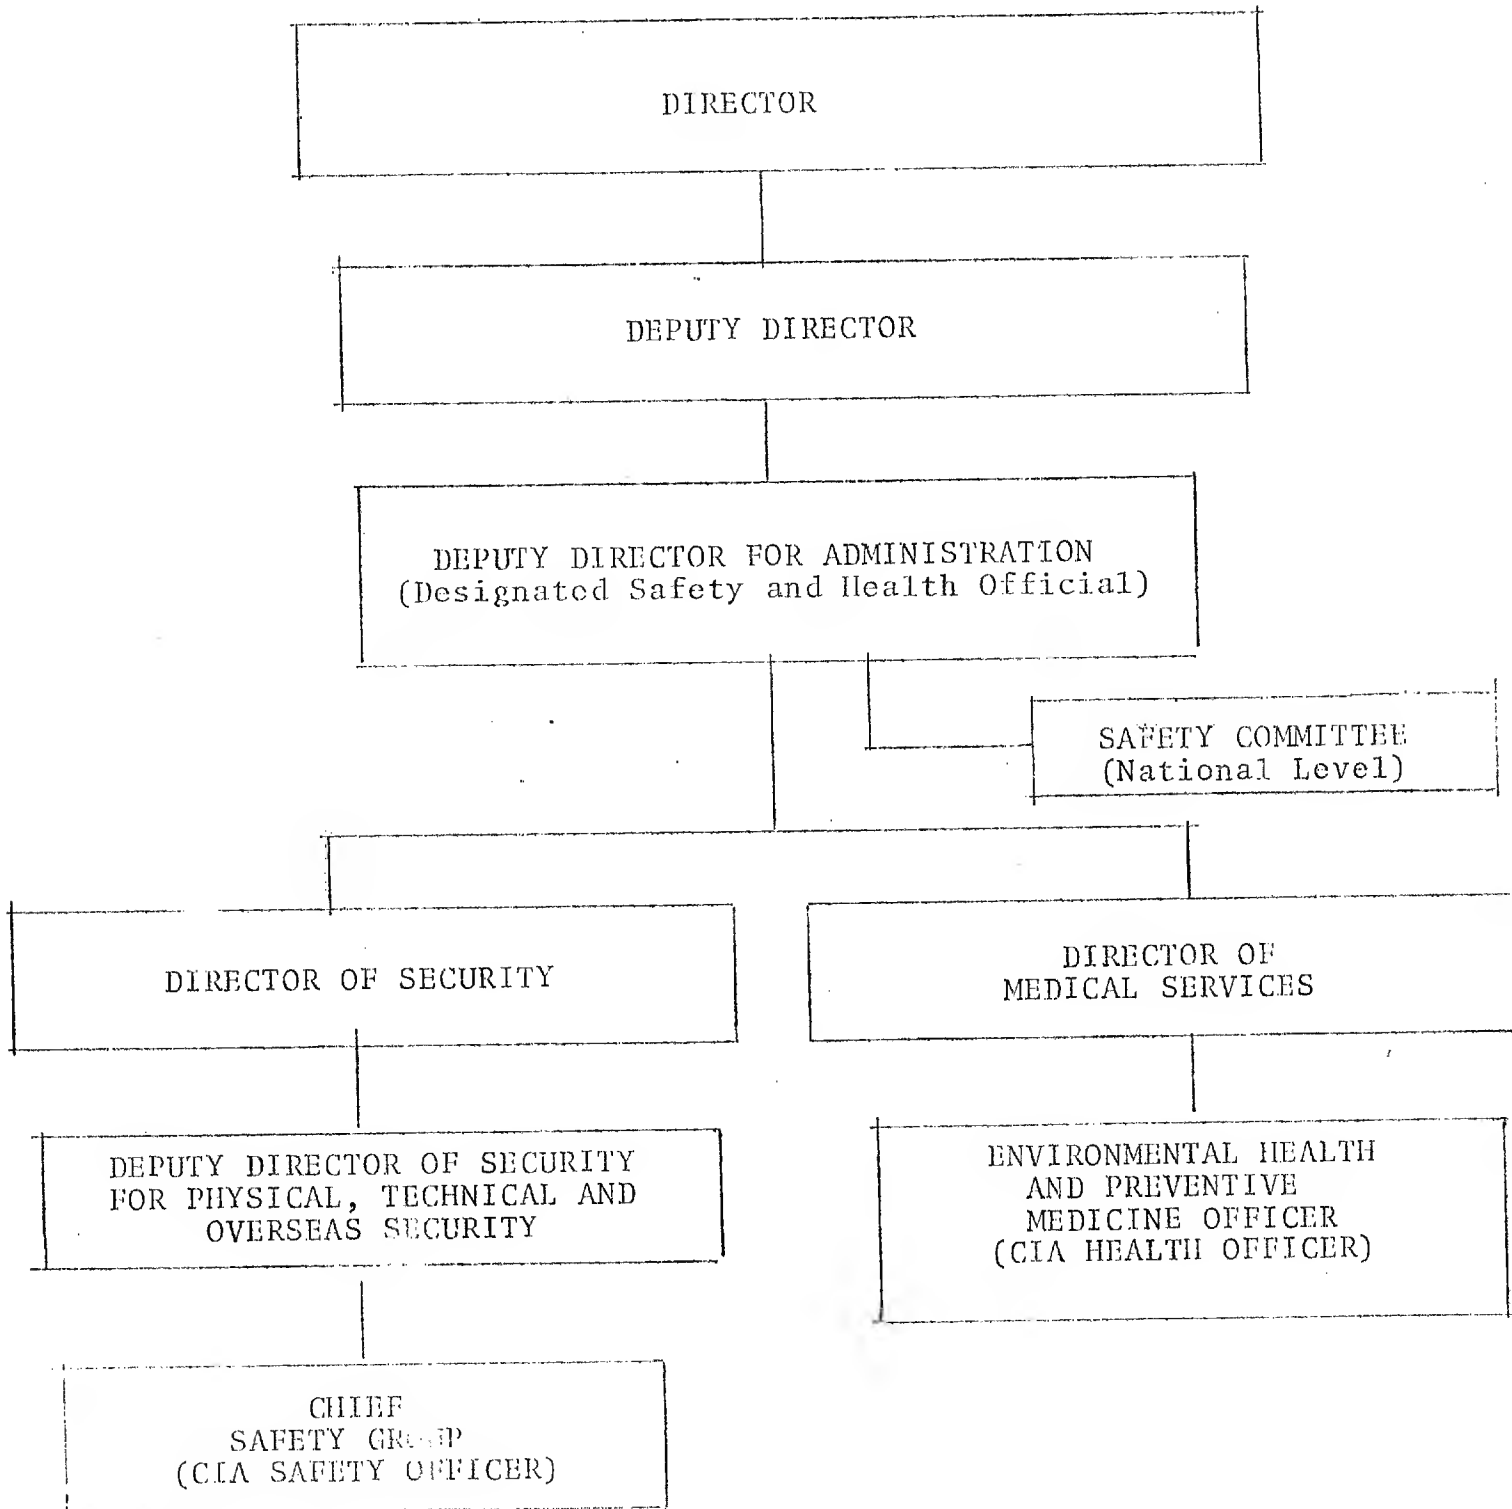 DIRECTOR
DEPUTY DIRECTOR
DEPUTY DIRECTOR FOR ADMINISTRATION
(Designated Safety and Health Official)
SAFETY COMMITTEE
(National Level)
DIRECTOR OF SECURITY
DIRECTOR OF
MEDICAL SERVICES
DEPUTY DIRECTOR OF SECURITY
FOR PHYSICAL, TECHNICAL AND
OVERSEAS SECURITY
ENVIRONMENTAL HEALTH
AND PREVENTIVE
MEDICINE OFFICER
(CIA HEALTH OFFICER)
CHIEF
SAFETY GROUP
(CIA SAFETY OFFICER)